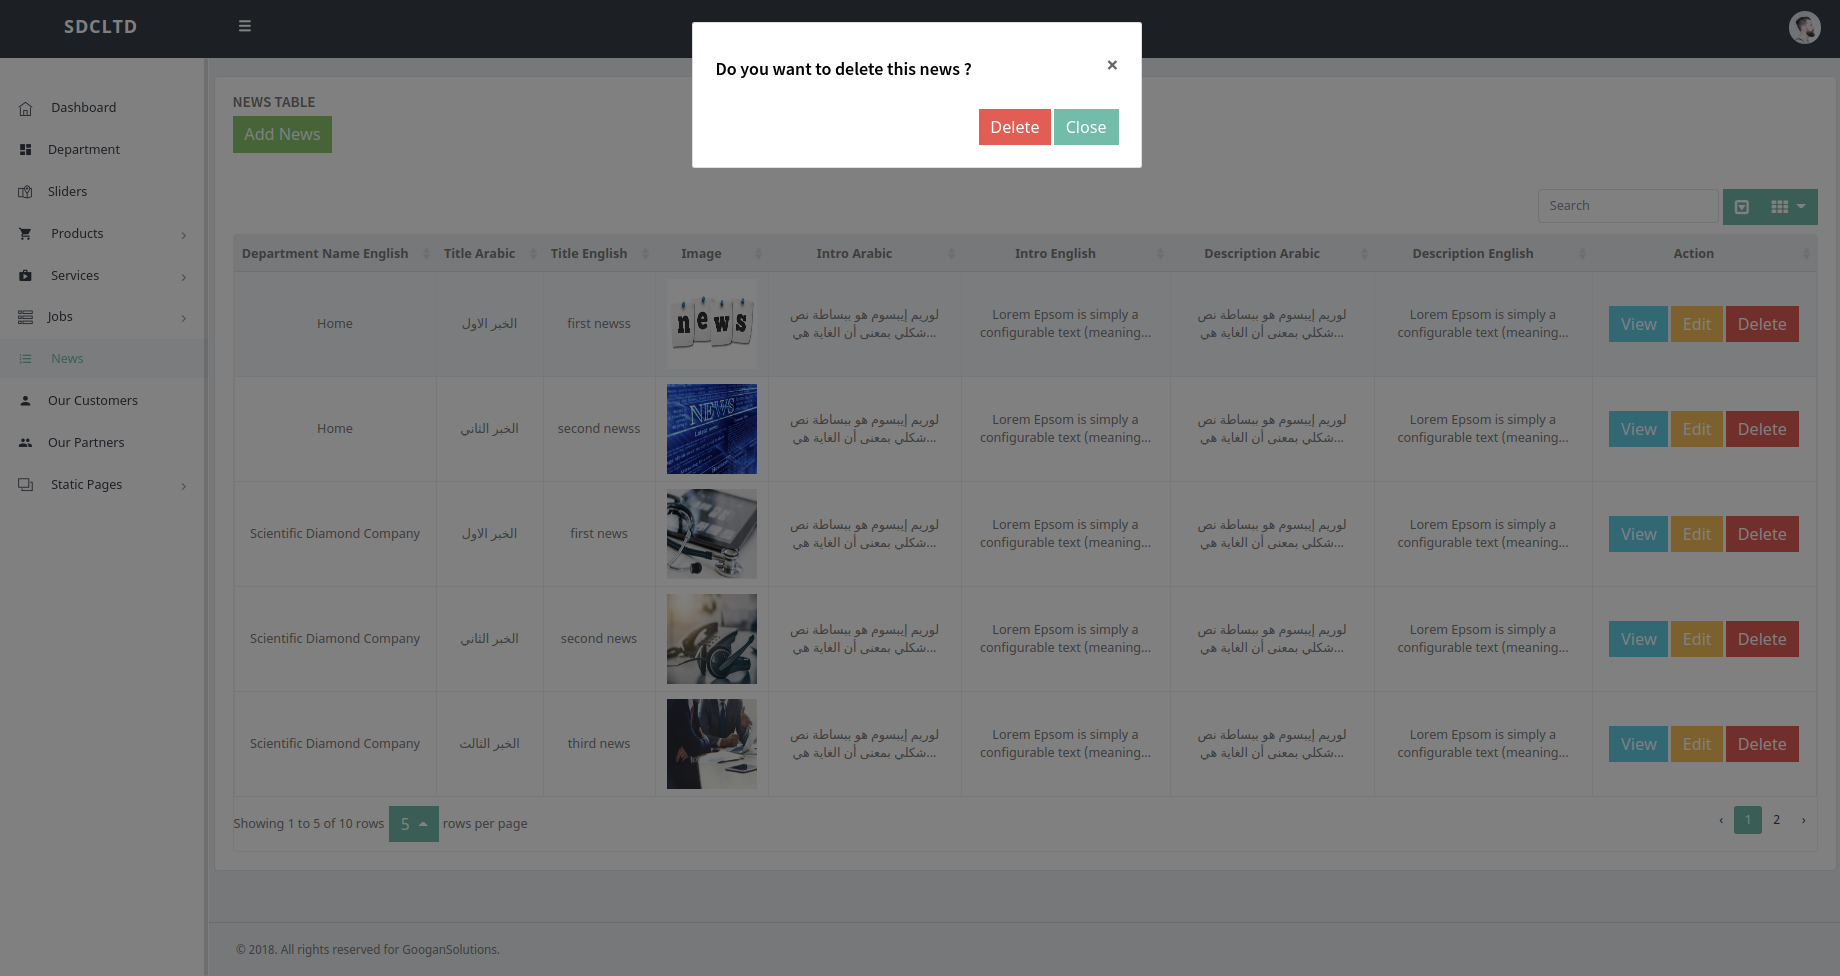 SDCLTD
Do you want to delete this news ?
×
Delete Close
Dashboard
Department
Sliders
Products
Services
Jobs
News
Our Customers
Our Partners
Static Pages
NEWS TABLE
Add News
Search
Department Name English Title Arabic Title English Image Intro Arabic Intro English Description Arabic Description English Action
Home
الخبر الاول
first newss
news
لوريم إيبسوم هو ببساطة نص
شكلي بمعنى أن الغاية هي...
Lorem Epsom is simply a
configurable text (meaning...
لوريم إيبسوم هو ببساطة نص
شكلي بمعنى أن الغاية هي...
Lorem Epsom is simply a
configurable text (meaning...
View Edit Delete
Home
الخبر الثاني
second newss
NEWS
لوريم إيبسوم هو ببساطة نص
شكلي بمعنى أن الغاية هي...
Lorem Epsom is simply a
configurable text (meaning...
لوريم إيبسوم هو ببساطة نص
شكلي بمعنى أن الغاية هي...
Lorem Epsom is simply a
configurable text (meaning...
View Edit Delete
Scientific Diamond Company
الخبر الاول
first news
لوريم إيبسوم هو ببساطة نص
شكلي بمعنى أن الغاية هي...
Lorem Epsom is simply a
configurable text (meaning...
لوريم إيبسوم هو ببساطة نص
شكلي بمعنى أن الغاية هي...
Lorem Epsom is simply a
configurable text (meaning...
View Edit Delete
Scientific Diamond Company
الخبر الثاني
second news
لوريم إيبسوم هو ببساطة نص
شكلي بمعنى أن الغاية هي...
Lorem Epsom is simply a
configurable text (meaning...
لوريم إيبسوم هو ببساطة نص
شكلي بمعنى أن الغاية هي...
Lorem Epsom is simply a
configurable text (meaning...
View Edit Delete
Scientific Diamond Company
الخبر الثالث
third news
لوريم إيبسوم هو ببساطة نص
شكلي بمعنى أن الغاية هي...
Lorem Epsom is simply a
configurable text (meaning...
لوريم إيبسوم هو ببساطة نص
شكلي بمعنى أن الغاية هي...
Lorem Epsom is simply a
configurable text (meaning...
View Edit Delete
Showing 1 to 5 of 10 rows 5 rows per page
‹ 1 2 ›
© 2018. All rights reserved for GooganSolutions.